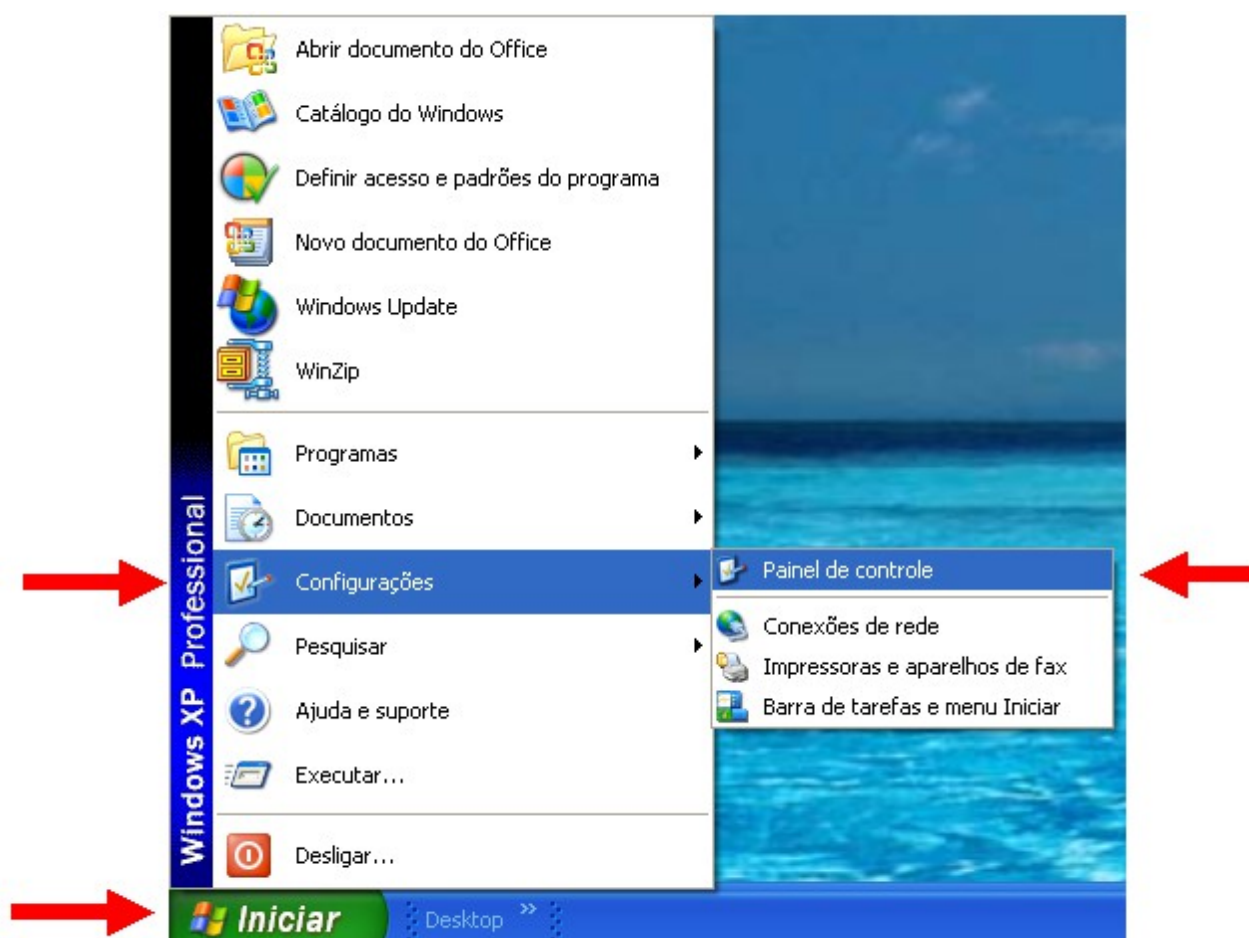 Abrir documento do Office
Catálogo do Windows
Definir acesso e padrões do programa
Novo documento do Office
Windows Update
WinZip
Programas
Documentos
Configurações
Pesquisar
Ajuda e suporte
Executar...
Desligar...
Windows XP Professional
Painel de controle
Conexões de rede
Impressoras e aparelhos de fax
Barra de tarefas e menu Iniciar
Iniciar
Desktop »